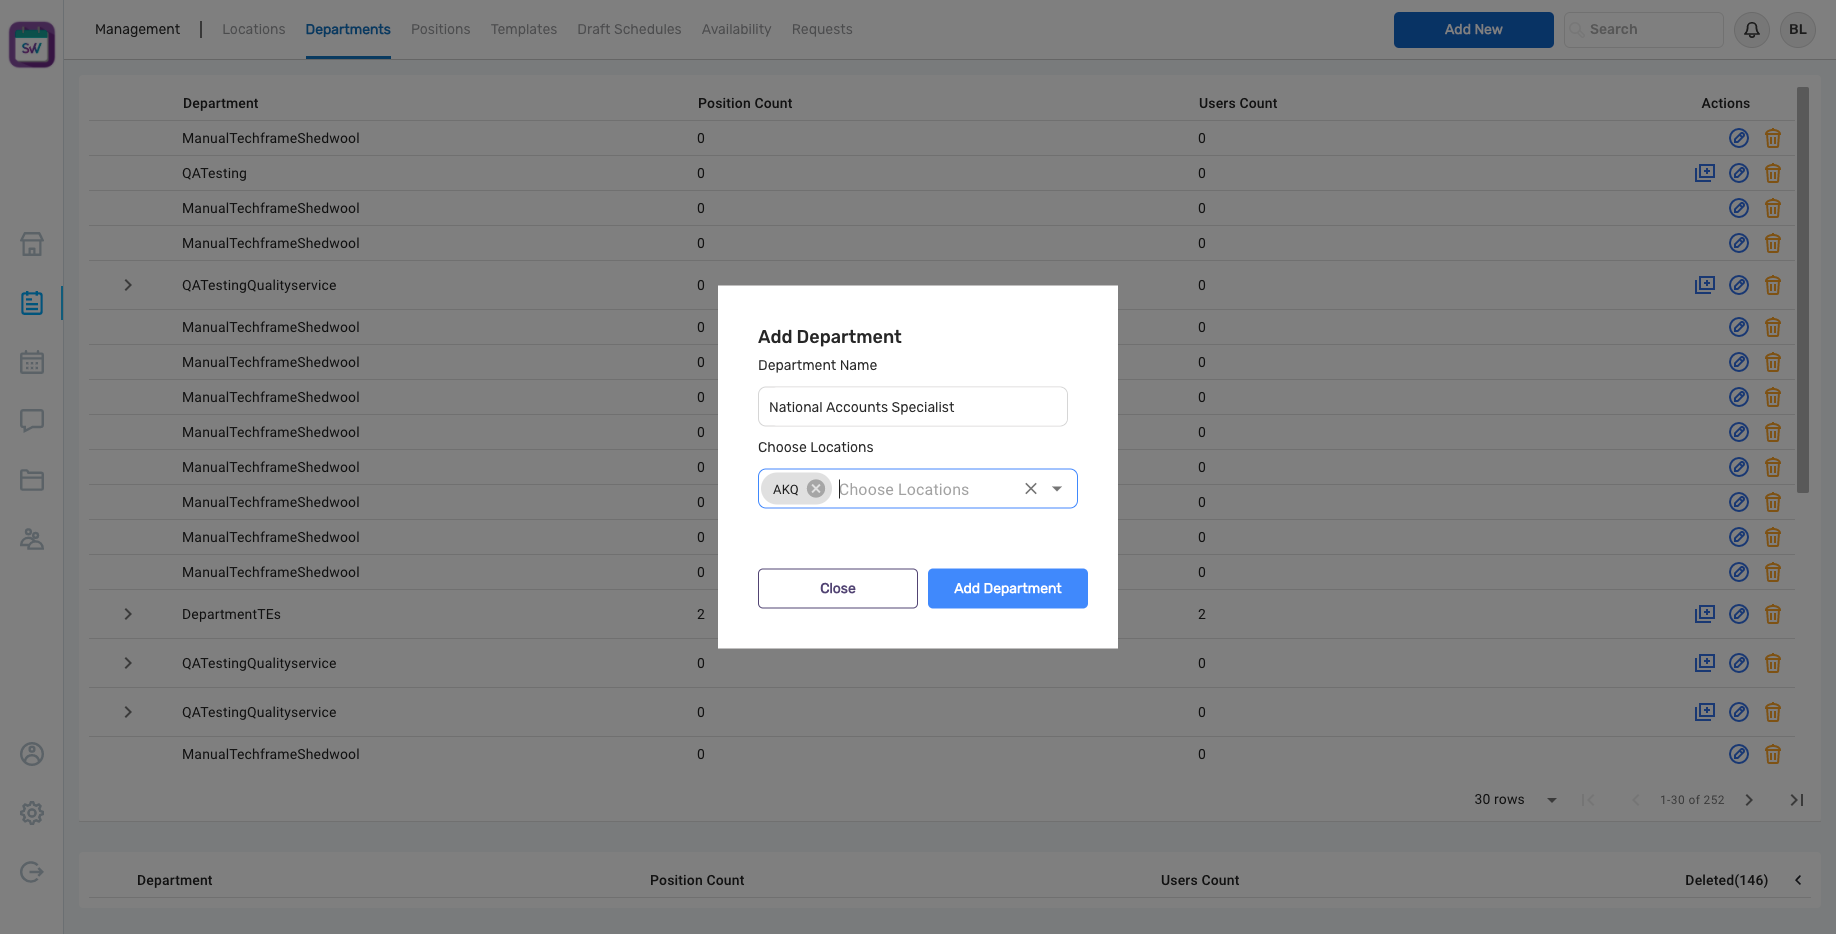 SW
Management | Locations Departments Positions Templates Draft Schedules Availability Requests Add New Search BL
Department Position Count Users Count Actions
ManualTechframeShedwool 0 0
QATesting 0 0
ManualTechframeShedwool 0 0
ManualTechframeShedwool 0 0
QATestingQualityservice 0 0
ManualTechframeShedwool 0 0
ManualTechframeShedwool 0 0
ManualTechframeShedwool 0 0
ManualTechframeShedwool 0 0
ManualTechframeShedwool 0 0
ManualTechframeShedwool 0 0
ManualTechframeShedwool 0 0
ManualTechframeShedwool 0 0
DepartmentTEs 2 2
QATestingQualityservice 0 0
QATestingQualityservice 0 0
ManualTechframeShedwool 0 0
30 rows 1-30 of 252
Department Position Count Users Count Deleted(146)
Add Department
Department Name
National Accounts Specialist
Choose Locations
AKQ Choose Locations
Close Add Department